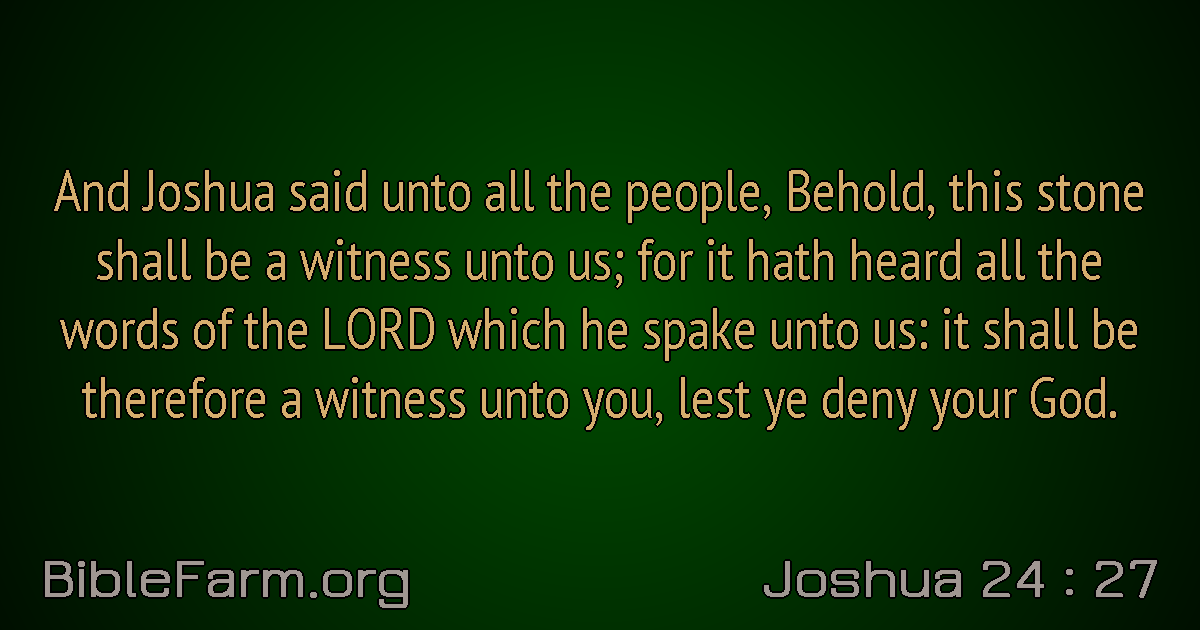 And Joshua said unto all the people, Behold, this stone
shall be a witness unto us; for it hath heard all the
words of the LORD which he spake unto us: it shall be
therefore a witness unto you, lest ye deny your God.
BibleFarm.org
Joshua 24 : 27